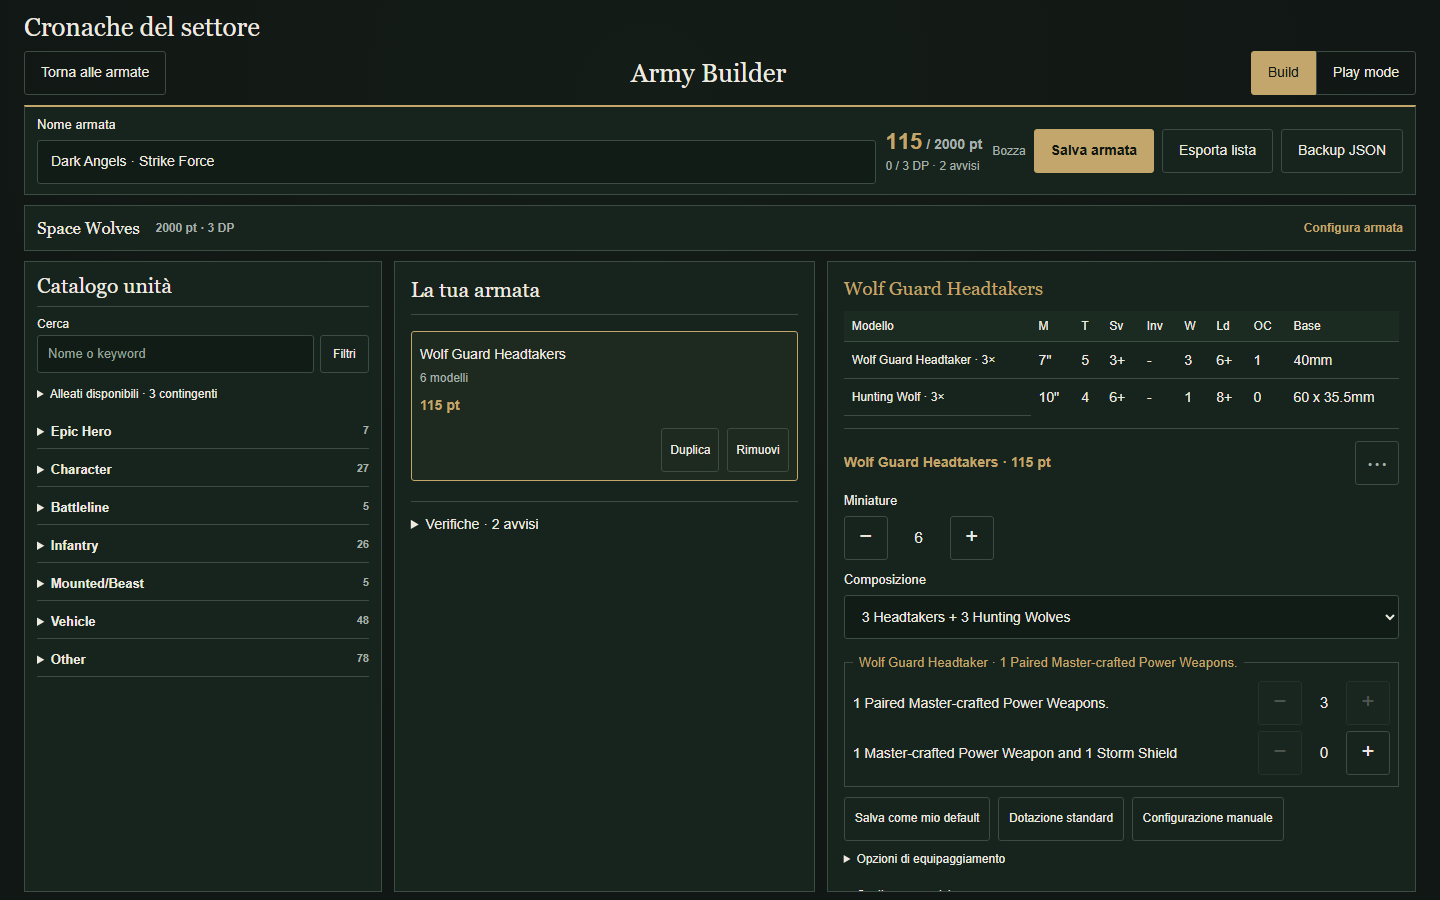 Cronache del settore
Torna alle armate
Army Builder
Build
Play mode
Nome armata
Dark Angels · Strike Force
115 / 2000 pt
0 / 3 DP · 2 avvisi
Bozza
Salva armata
Esporta lista
Backup JSON
Space Wolves
2000 pt · 3 DP
Configura armata
Catalogo unità
Cerca
Nome o keyword
Filtri
Alleati disponibili · 3 contingenti
Epic Hero 7
Character 27
Battleline 5
Infantry 26
Mounted/Beast 5
Vehicle 48
Other 78
La tua armata
Wolf Guard Headtakers
6 modelli
115 pt
Duplica
Rimuovi
Verifiche · 2 avvisi
Wolf Guard Headtakers
Modello M T Sv Inv W Ld OC Base
Wolf Guard Headtaker · 3× 7" 5 3+ - 3 6+ 1 40mm
Hunting Wolf · 3× 10" 4 6+ - 1 8+ 0 60 x 35.5mm
Wolf Guard Headtakers · 115 pt
...
Miniature
− 6 +
Composizione
3 Headtakers + 3 Hunting Wolves
Wolf Guard Headtaker · 1 Paired Master-crafted Power Weapons.
1 Paired Master-crafted Power Weapons. − 3 +
1 Master-crafted Power Weapon and 1 Storm Shield − 0 +
Salva come mio default
Dotazione standard
Configurazione manuale
Opzioni di equipaggiamento